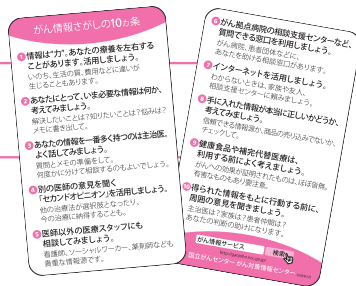 がん情報さがしの10カ条
1 情報は“力”。あなたの療養を左右する
ことがあります。活用しましょう。
いのち、生活の質、費用などに違いが
生じることもあります。
2 あなたにとって、いま必要な情報は何か、
考えてみましょう。
解決したいことは?知りたいことは?悩みは?
メモに書き出して。
3 あなたの情報を一番多く持つのは主治医。
よく話してみましょう。
質問とメモの準備をして。
何度かに分けて相談するのもよいでしょう。
4 別の医師の意見を聞く
「セカンドオピニオン」を活用しましょう。
他の治療法が選択肢となったり、
今の治療に納得することも。
5 医師以外の医療スタッフにも
相談してみましょう。
看護師、ソーシャルワーカー、薬剤師なども
貴重な情報源です。
6 がん拠点病院の相談支援センターなど、
質問できる窓口を利用しましょう。
がん病院、患者団体などに、
あなたを助ける相談窓口があります。
7 インターネットを活用しましょう。
わからないときは、家族や友人、
相談支援センターに頼みましょう。
8 手に入れた情報が本当に正しいかどうか、
考えてみましょう。
信頼できる情報源か、商品の売り込みでないか、
チェックして。
9 健康食品や補完代替医療は、
利用する前によく考えましょう。
がんへの効果が証明されたものは、ほぼ皆無。
有害なものもあり要注意。
10 得られた情報をもとに行動する前に、
周囲の意見を聞きましょう。
主治医は?家族は?患者仲間は?
あなたの判断の助けになります。
がん情報サービス 検索
国立がんセンターがん対策情報センター